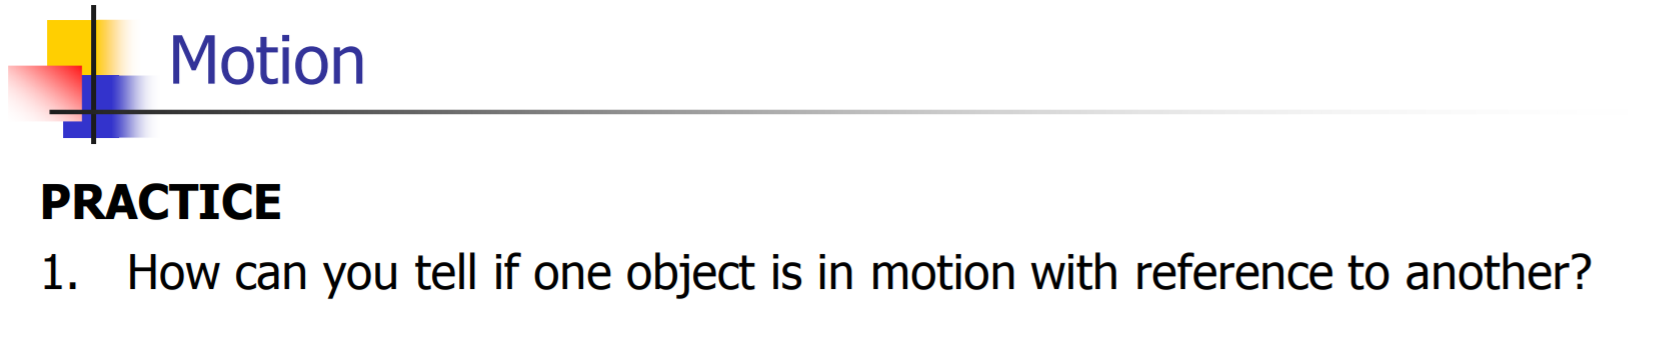 Motion
PRACTICE
1. How can you tell if one object is in motion with reference to another?